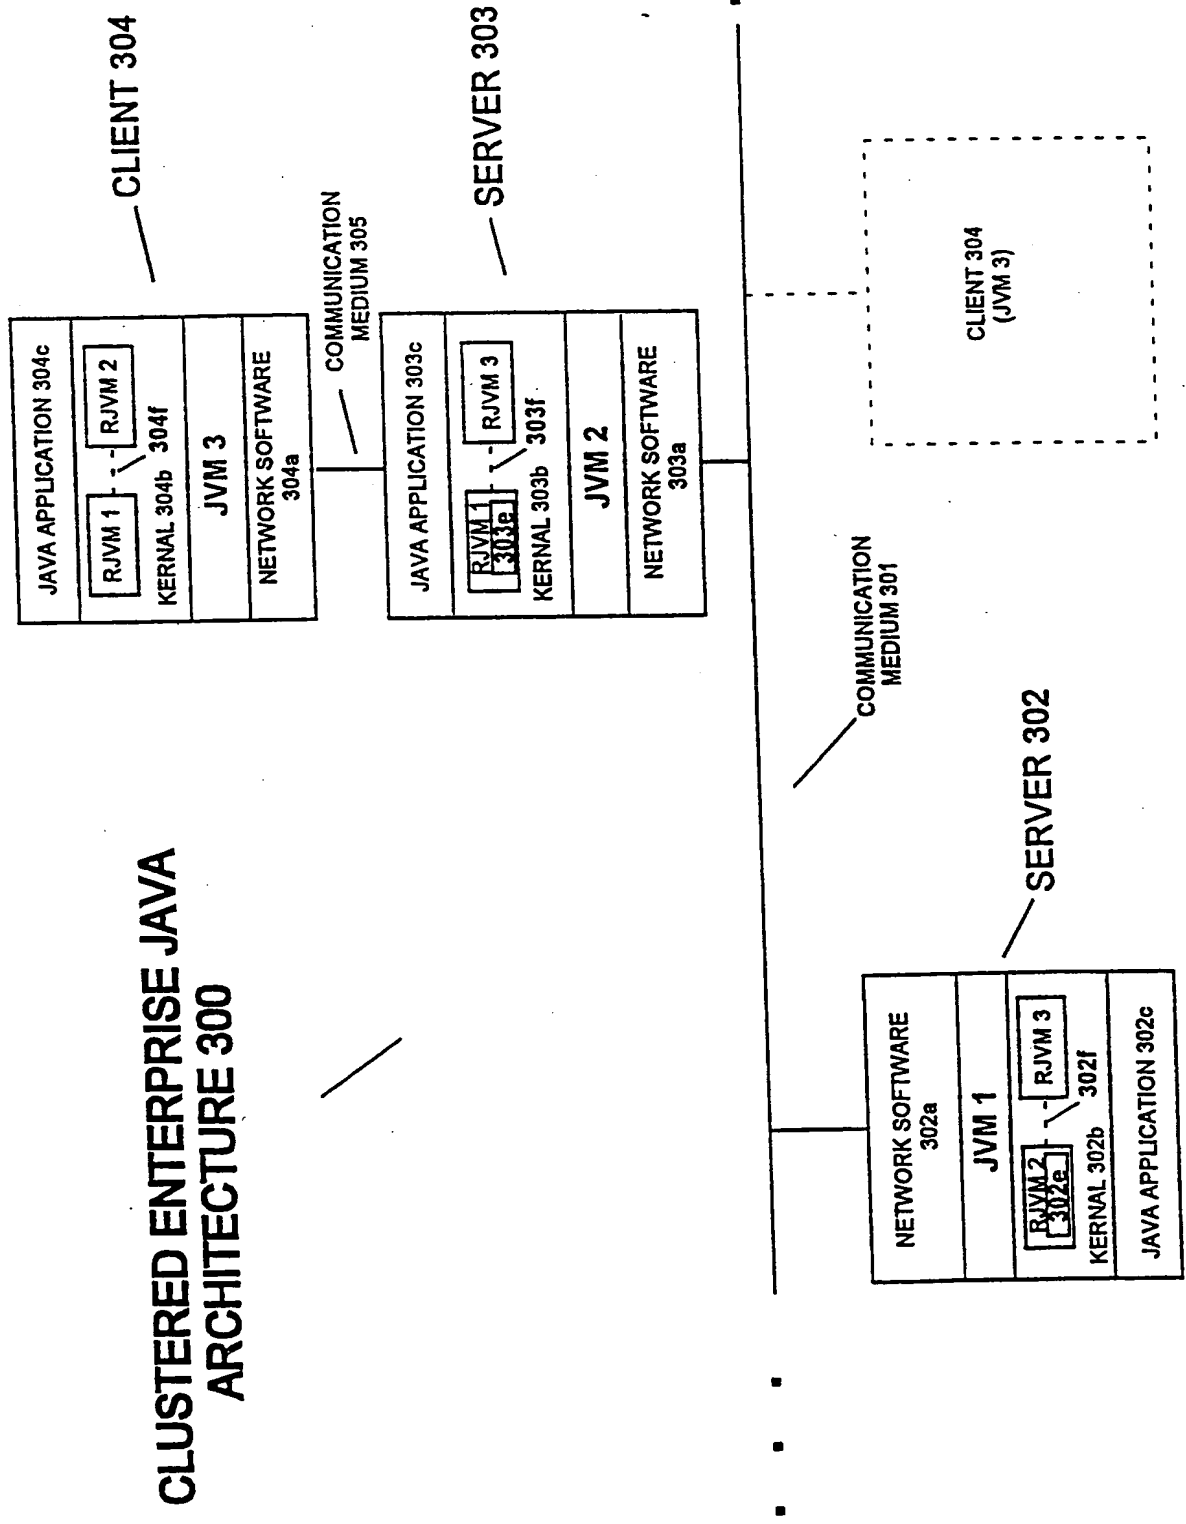 CLUSTERED ENTERPRISE JAVA
ARCHITECTURE 300
CLIENT 304
JAVA APPLICATION 304c
RJVM 1
RJVM 2
304f
KERNAL 304b
JVM 3
NETWORK SOFTWARE
304a
COMMUNICATION
MEDIUM 305
SERVER 303
JAVA APPLICATION 303c
RJVM 1
303e
RJVM 3
303f
KERNAL 303b
JVM 2
NETWORK SOFTWARE
303a
COMMUNICATION
MEDIUM 301
SERVER 302
NETWORK SOFTWARE
302a
JVM 1
RJVM 2
302e
RJVM 3
302f
KERNAL 302b
JAVA APPLICATION 302c
CLIENT 304
(JVM 3)